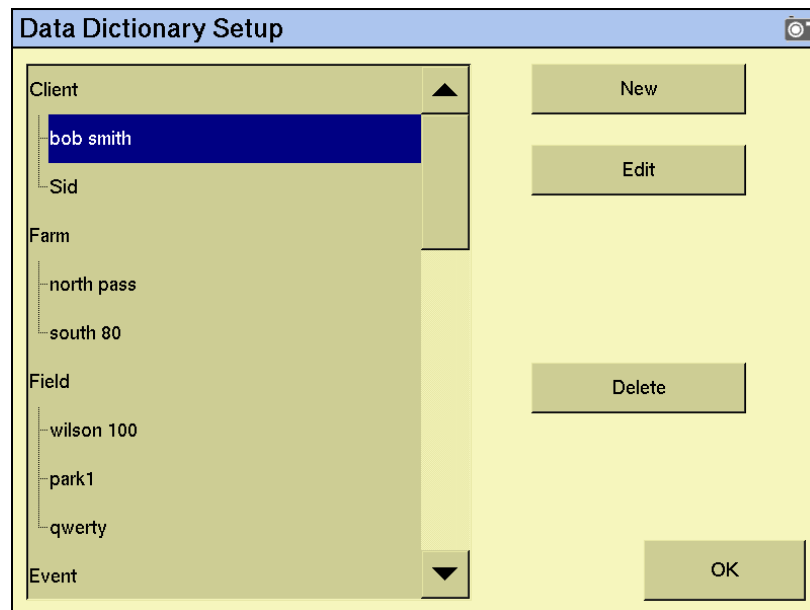 Data Dictionary Setup
Client
bob smith
Sid
Farm
north pass
south 80
Field
wilson 100
park1
qwerty
Event
New
Edit
Delete
OK